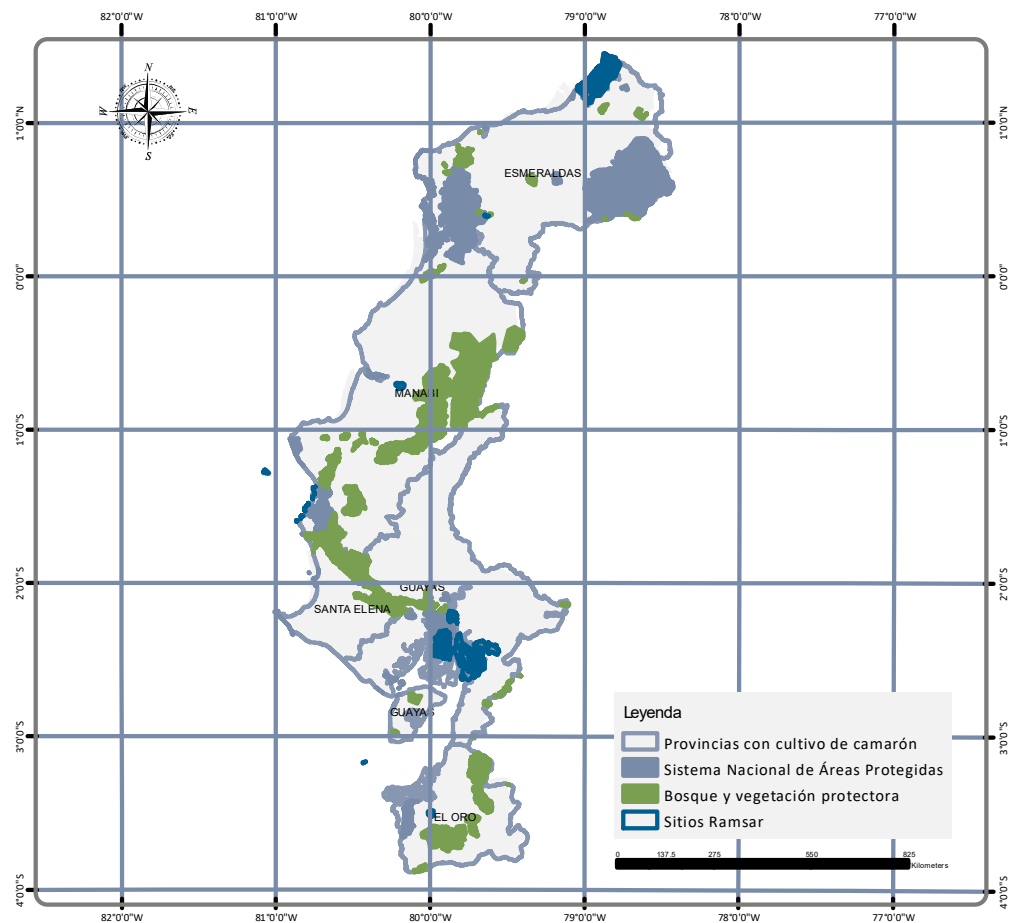 82°0'0"W 81°0'0"W 80°0'0"W 79°0'0"W 78°0'0"W 77°0'0"W
N
W E
S
1°0'0"N 1°0'0"N
ESMERALDAS
0°0'0" 0°0'0"
MANABI
1°0'0"S 1°0'0"S
2°0'0"S 2°0'0"S
GUAYAS
SANTA ELENA
GUAYAS
3°0'0"S 3°0'0"S
EL ORO
Leyenda
Provincias con cultivo de camarón
Sistema Nacional de Áreas Protegidas
Bosque y vegetación protectora
Sitios Ramsar
0 137.5 275 550 825
Kilometers
4°0'0"S 4°0'0"S
82°0'0"W 81°0'0"W 80°0'0"W 79°0'0"W 78°0'0"W 77°0'0"W